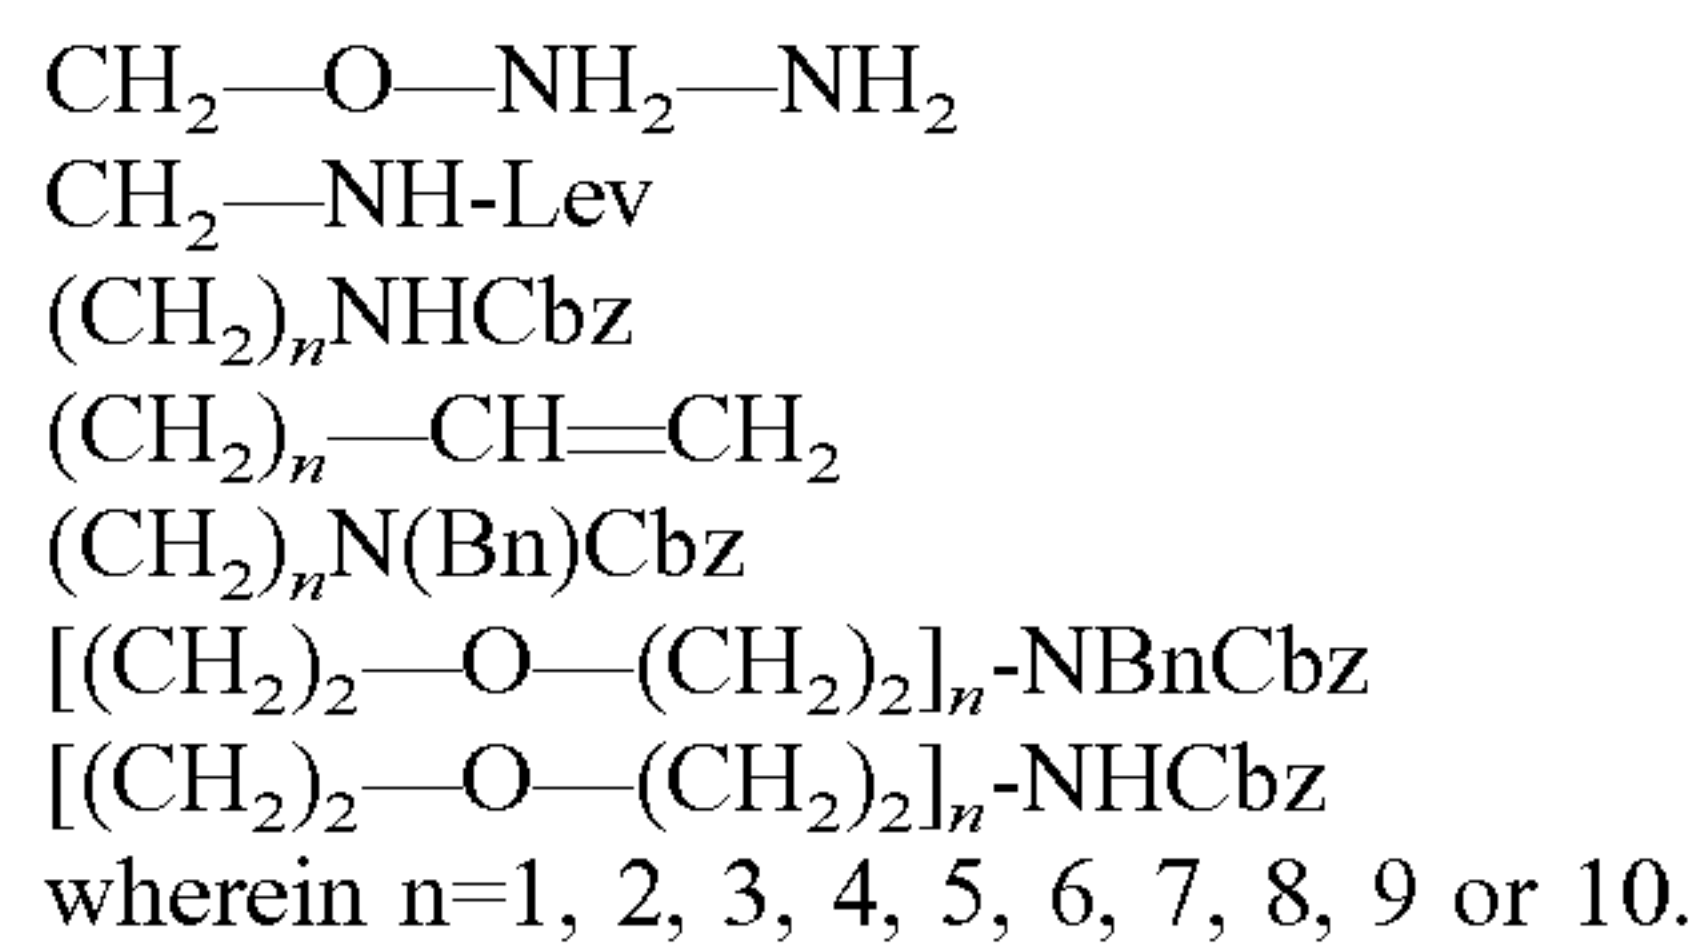 CH₂—O—NH₂—NH₂
CH₂—NH-Lev
(CH₂)ₙNHCbz
(CH₂)ₙ—CH=CH₂
(CH₂)ₙN(Bn)Cbz
[(CH₂)₂—O—(CH₂)₂]ₙ-NBnCbz
[(CH₂)₂—O—(CH₂)₂]ₙ-NHCbz
wherein n=1, 2, 3, 4, 5, 6, 7, 8, 9 or 10.